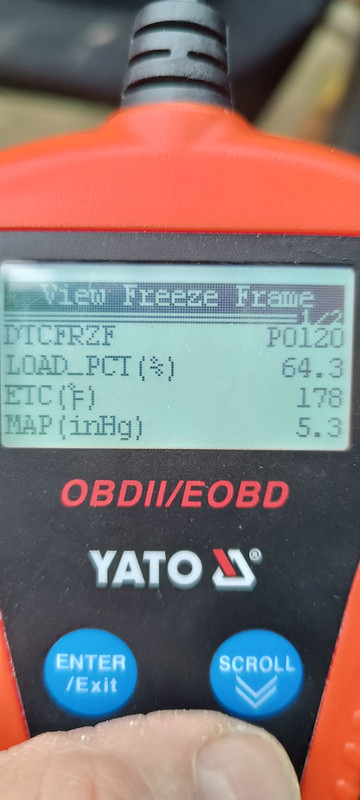 View Freeze Frame
1/2
DTCFRZF P0120
LOAD_PCT(%) 64.3
ETC(°F) 178
MAP(inHg) 5.3
OBDII/EOBD
YATO ®
ENTER
/Exit
SCROLL